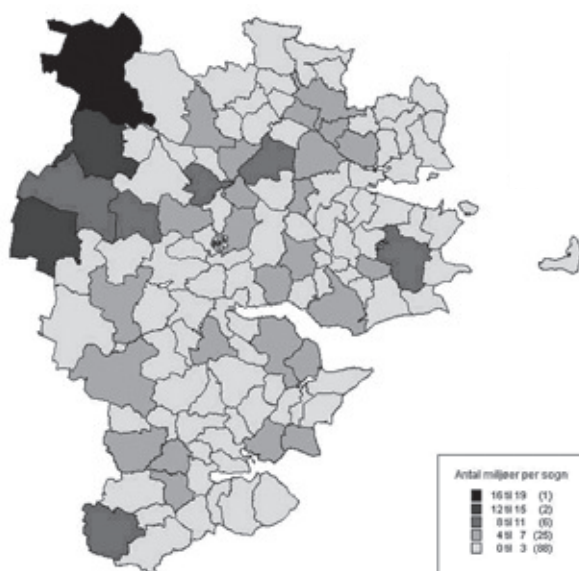 Antal miljøer per sogn
16 til 19 (1)
12 til 15 (2)
8 til 11 (6)
4 til 7 (25)
0 til 3 (88)